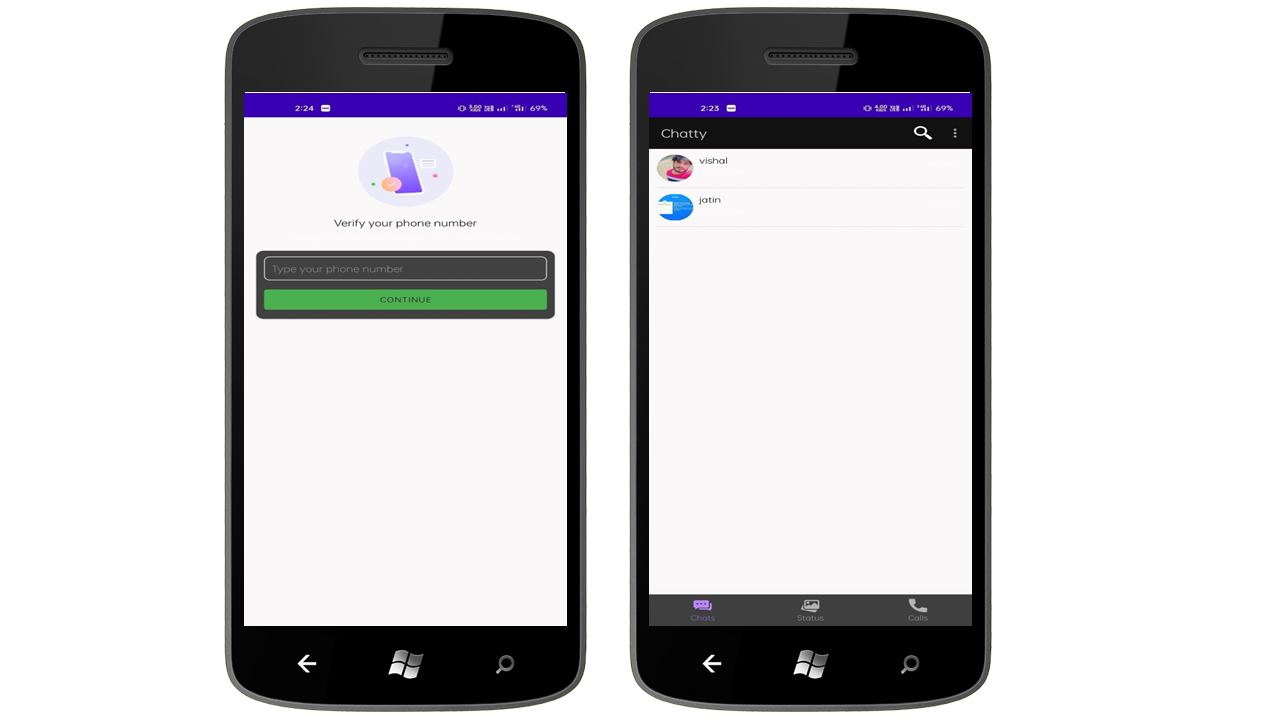 2:24
69%
Verify your phone number
Type your phone number
CONTINUE
2:23
69%
Chatty
vishal
jatin
Chats
Status
Calls